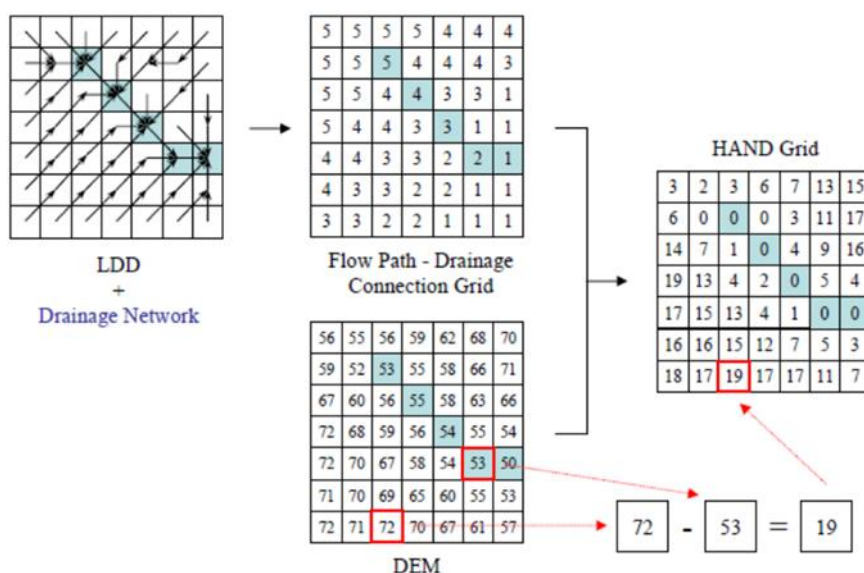 5 5 5 5 4 4 4
5 5 5 4 4 4 3
5 5 4 4 3 3 1
5 4 4 3 3 1 1
4 4 3 3 2 2 1
4 3 3 2 2 1 1
3 3 2 2 1 1 1
LDD
+
Drainage Network
Flow Path - Drainage
Connection Grid
56 55 56 59 62 68 70
59 52 53 55 58 66 71
67 60 56 55 58 63 66
72 68 59 56 54 55 54
72 70 67 58 54 53 50
71 70 69 65 60 55 53
72 71 72 70 67 61 57
DEM
HAND Grid
3 2 3 6 7 13 15
6 0 0 0 3 11 17
14 7 1 0 4 9 16
19 13 4 2 0 5 4
17 15 13 4 1 0 0
16 16 15 12 7 5 3
18 17 19 17 17 11 7
72 - 53 = 19